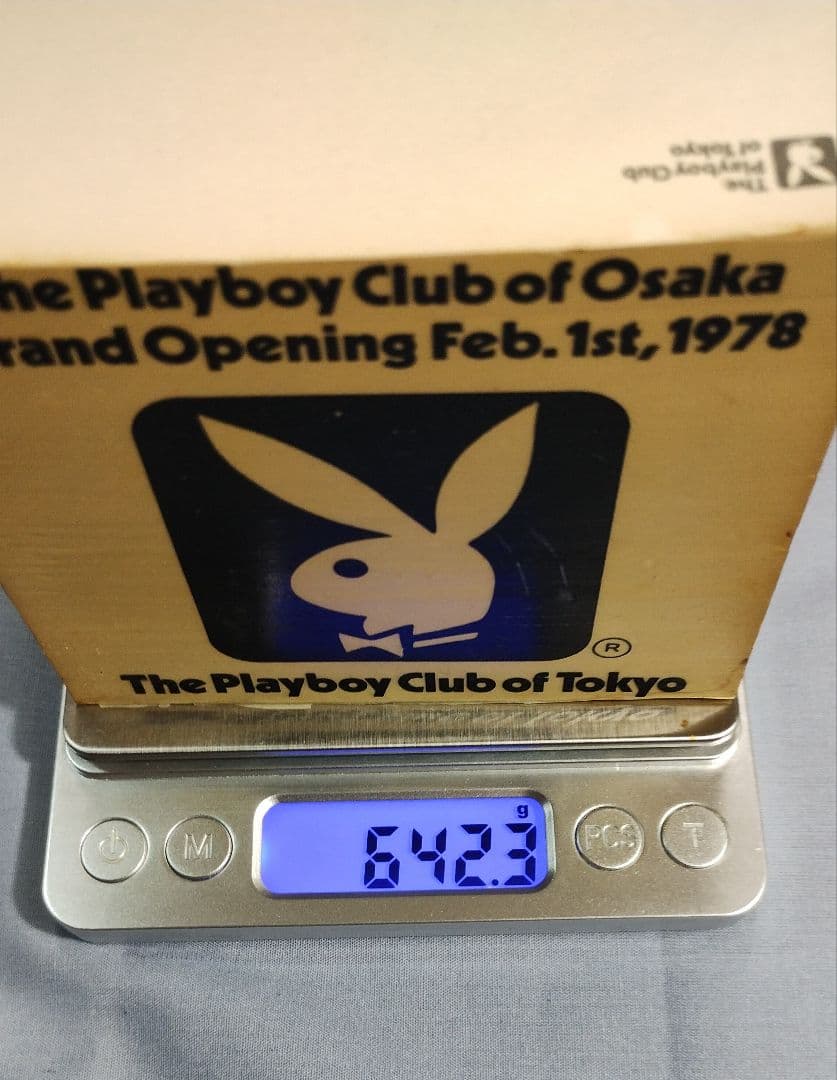 The
Playboy Club
of Tokyo
he Playboy Club of Osaka
rand Opening Feb. 1st, 1978
®
The Playboy Club of Tokyo
g
642.3
M
PCS
T